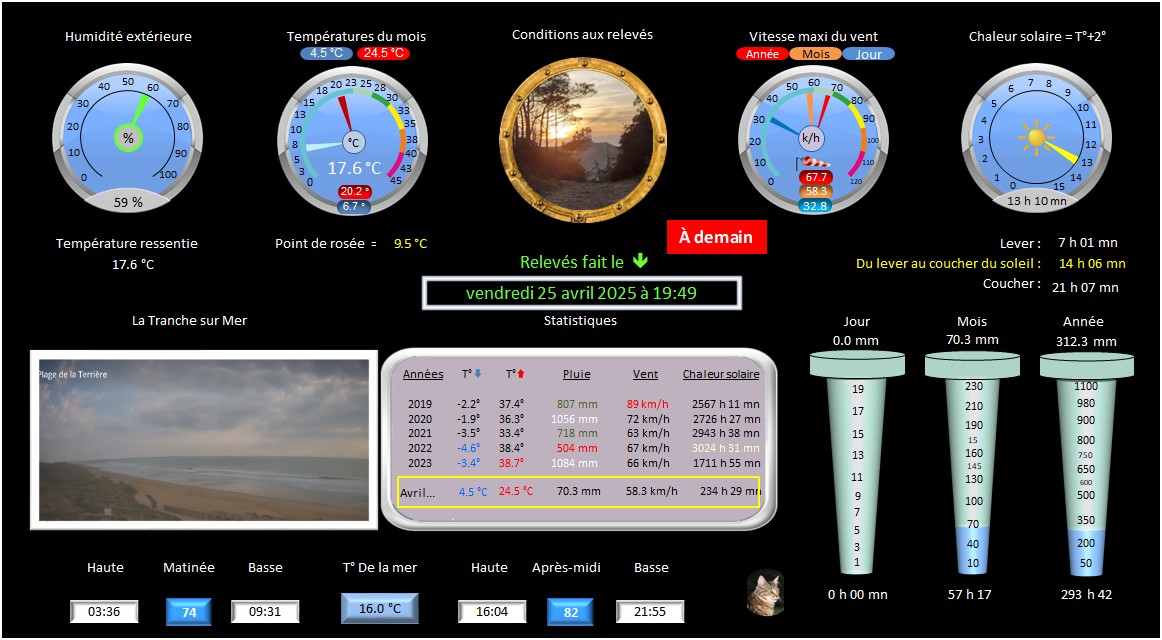 Humidité extérieure
Températures du mois
Conditions aux relevés
Vitesse maxi du vent
Chaleur solaire = T°+2°
4.5 °C 24.5 °C
Année Mois Jour
0 10 20 30 40 50 60 70 80 90 100
%
59 %
0 3 5 8 10 13 15 18 20 23 25 28 30 33 35 38 40 43 45
°C
17.6 °C
20.2 °
6.7 °
0 10 20 30 40 50 60 70 80 90 100 110 120
k/h
67.7
58.3
32.8
0 1 2 3 4 5 6 7 8 9 10 11 12 13 14 15
13 h 10 mn
Température ressentie
17.6 °C
Point de rosée = 9.5 °C
À demain
Relevés fait le
vendredi 25 avril 2025 à 19:49
Lever : 7 h 01 mn
Du lever au coucher du soleil : 14 h 06 mn
Coucher : 21 h 07 mn
La Tranche sur Mer
Plage de la Terrière
Statistiques
Années T° T° Pluie Vent Chaleur solaire
2019 -2.2° 37.4° 807 mm 89 km/h 2567 h 11 mn
2020 -1.9° 36.3° 1056 mm 72 km/h 2726 h 27 mn
2021 -3.5° 33.4° 718 mm 63 km/h 2943 h 38 mn
2022 -4.6° 38.4° 504 mm 67 km/h 3024 h 31 mn
2023 -3.4° 38.7° 1084 mm 66 km/h 1711 h 55 mn
Avril... 4.5 °C 24.5 °C 70.3 mm 58.3 km/h 234 h 29 mn
Jour
0.0 mm
19
17
15
13
11
9
7
5
3
1
0 h 00 mn
Mois
70.3 mm
230
210
190
15
160
145
130
100
70
40
10
57 h 17
Année
312.3 mm
1100
980
900
800
750
650
600
500
350
200
50
293 h 42
Haute Matinée Basse
03:36 74 09:31
T° De la mer
16.0 °C
Haute Après-midi Basse
16:04 82 21:55